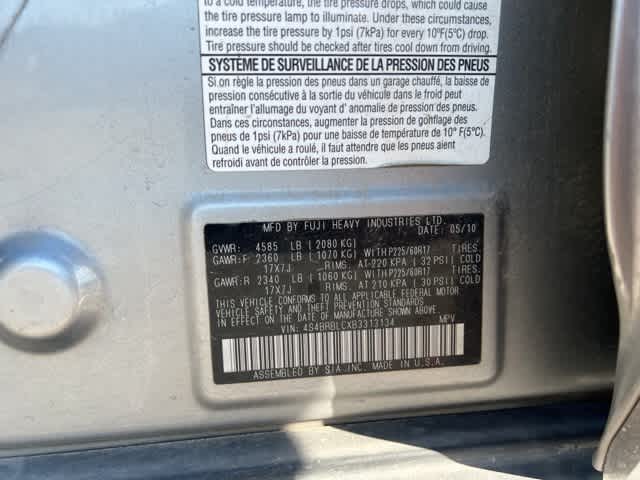 to a cold temperature, the tire pressure drops, which could cause
the tire pressure lamp to illuminate. Under these circumstances,
increase the tire pressure by 1psi (7kPa) for every 10°F(5°C) drop.
Tire pressure should be checked after tires cool down from driving.
SYSTÈME DE SURVEILLANCE DE LA PRESSION DES PNEUS
Si on règle la pression des pneus dans un garage chauffé, la baisse de
pression consécutive à la sortie du véhicule dans le froid peut
entraîner l'allumage du voyant d' anomalie de pression des pneus.
Dans ces circonstances, augmenter la pression de gonflage des
pneus de 1psi (7kPa) pour une baisse de température de 10° F(5°C).
Quand le véhicule a roulé, il faut attendre que les pneus aient
refroidi avant de contrôler la pression.
MFD BY FUJI HEAVY INDUSTRIES LTD.
DATE: 05/10
GVWR: 4585 LB (2080 KG)
GAWR:F 2360 LB (1070 KG) WITH P225/60R17 TIRES,
17X7J RIMS, AT 220 KPA (32 PSI) COLD
GAWR:R 2340 LB (1060 KG) WITH P225/60R17 TIRES,
17X7J RIMS, AT 210 KPA (30 PSI) COLD
THIS VEHICLE CONFORMS TO ALL APPLICABLE FEDERAL MOTOR
VEHICLE SAFETY AND THEFT PREVENTION STANDARDS
IN EFFECT ON THE DATE OF MANUFACTURE SHOWN ABOVE.
VIN: 4S4BRBLCXB3313134 MPV
ASSEMBLED BY SIA,INC. MADE IN U.S.A.